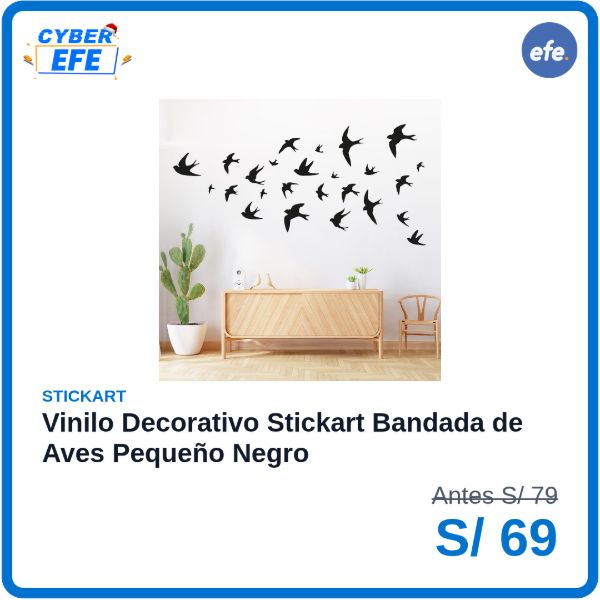 CYBER
EFE
efe.
STICKART
Vinilo Decorativo Stickart Bandada de
Aves Pequeño Negro
Antes S/ 79
S/ 69